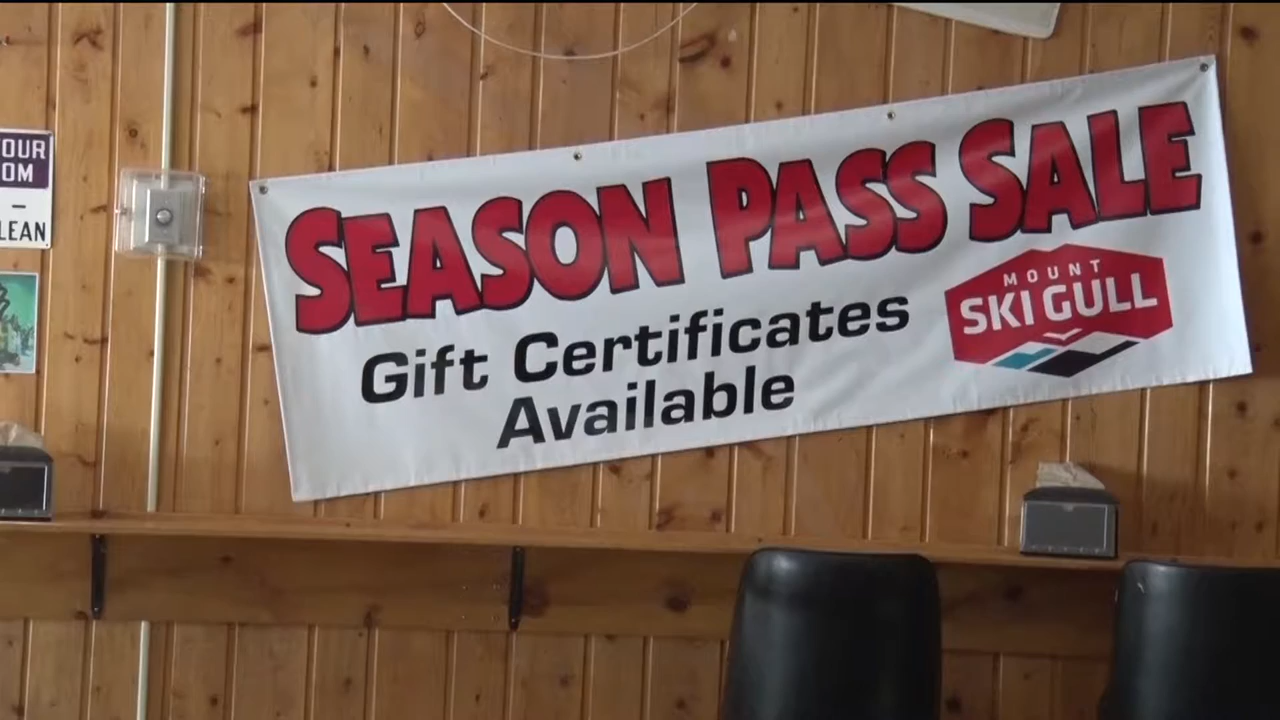 OUR
OM
–
LEAN
SEASON PASS SALE
Gift Certificates
Available
MOUNT
SKI GULL